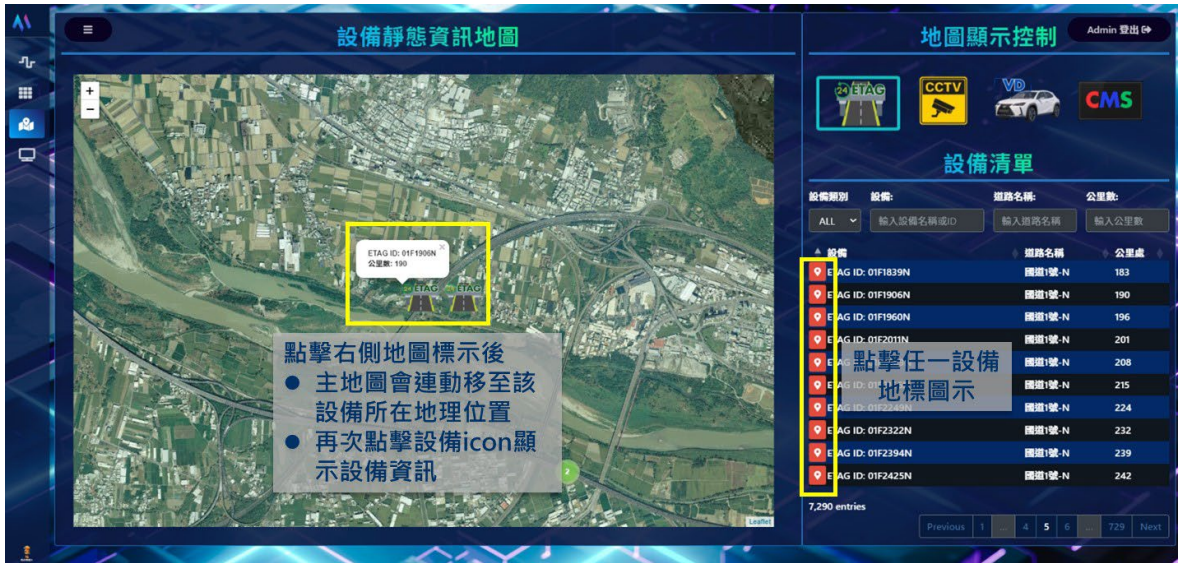 設備靜態資訊地圖
+
−
ETAG ID: 01F1906N ×
公里數: 190
ETAG ETAG
點擊右側地圖標示後
● 主地圖會連動移至該
設備所在地理位置
● 再次點擊設備icon顯
示設備資訊
2
Leaflet
地圖顯示控制
Admin 登出
24 ETAG
CCTV
VD
CMS
設備清單
設備類別 設備: 道路名稱: 公里數:
ALL 輸入設備名稱或ID 輸入道路名稱 輸入公里數
設備 道路名稱 公里處
ETAG ID: 01F1839N 國道1號-N 183
ETAG ID: 01F1906N 國道1號-N 190
ETAG ID: 01F1960N 國道1號-N 196
ETAG ID: 01F2011N 國道1號-N 201
國道1號-N 208
國道1號-N 215
ETAG ID: 01F2249N 國道1號-N 224
ETAG ID: 01F2322N 國道1號-N 232
ETAG ID: 01F2394N 國道1號-N 239
ETAG ID: 01F2425N 國道1號-N 242
點擊任一設備
地標圖示
7,290 entries
Previous 1 ... 4 5 6 ... 729 Next